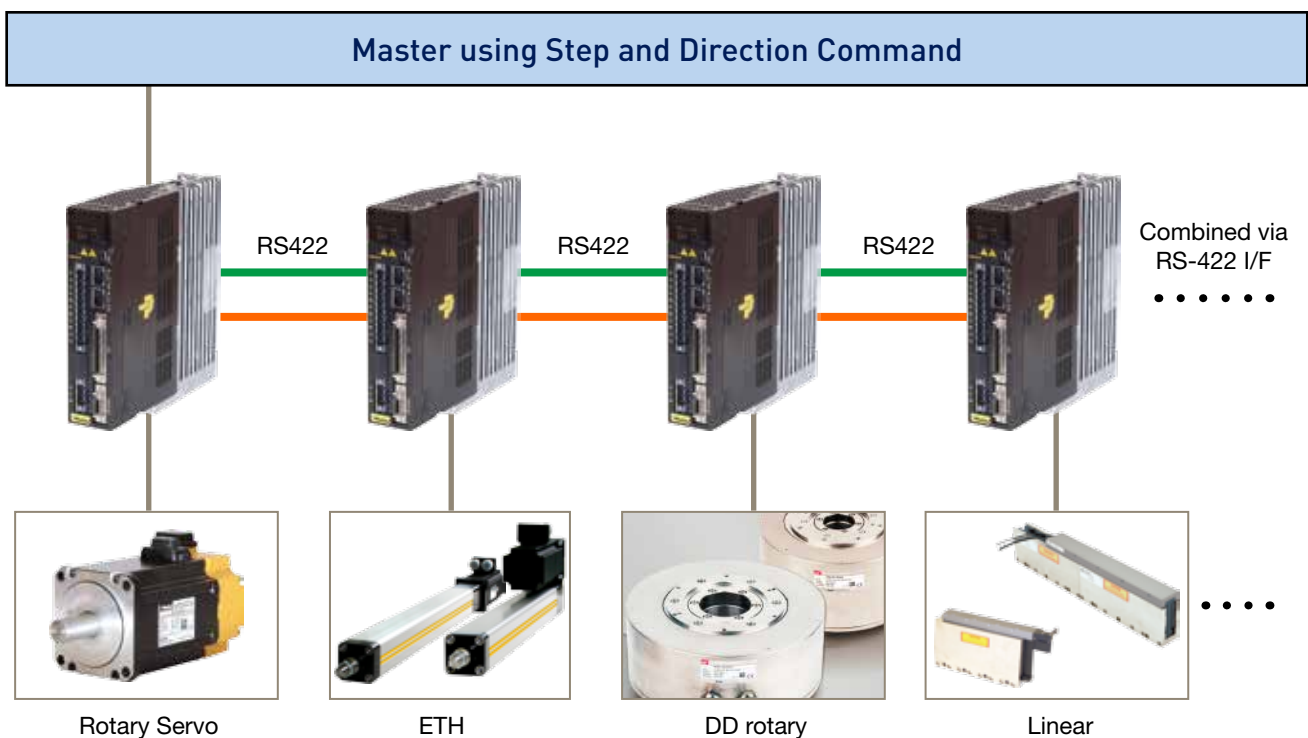 Master using Step and Direction Command
RS422
RS422
RS422
Combined via
RS-422 I/F
Rotary Servo
ETH
DD rotary
Linear